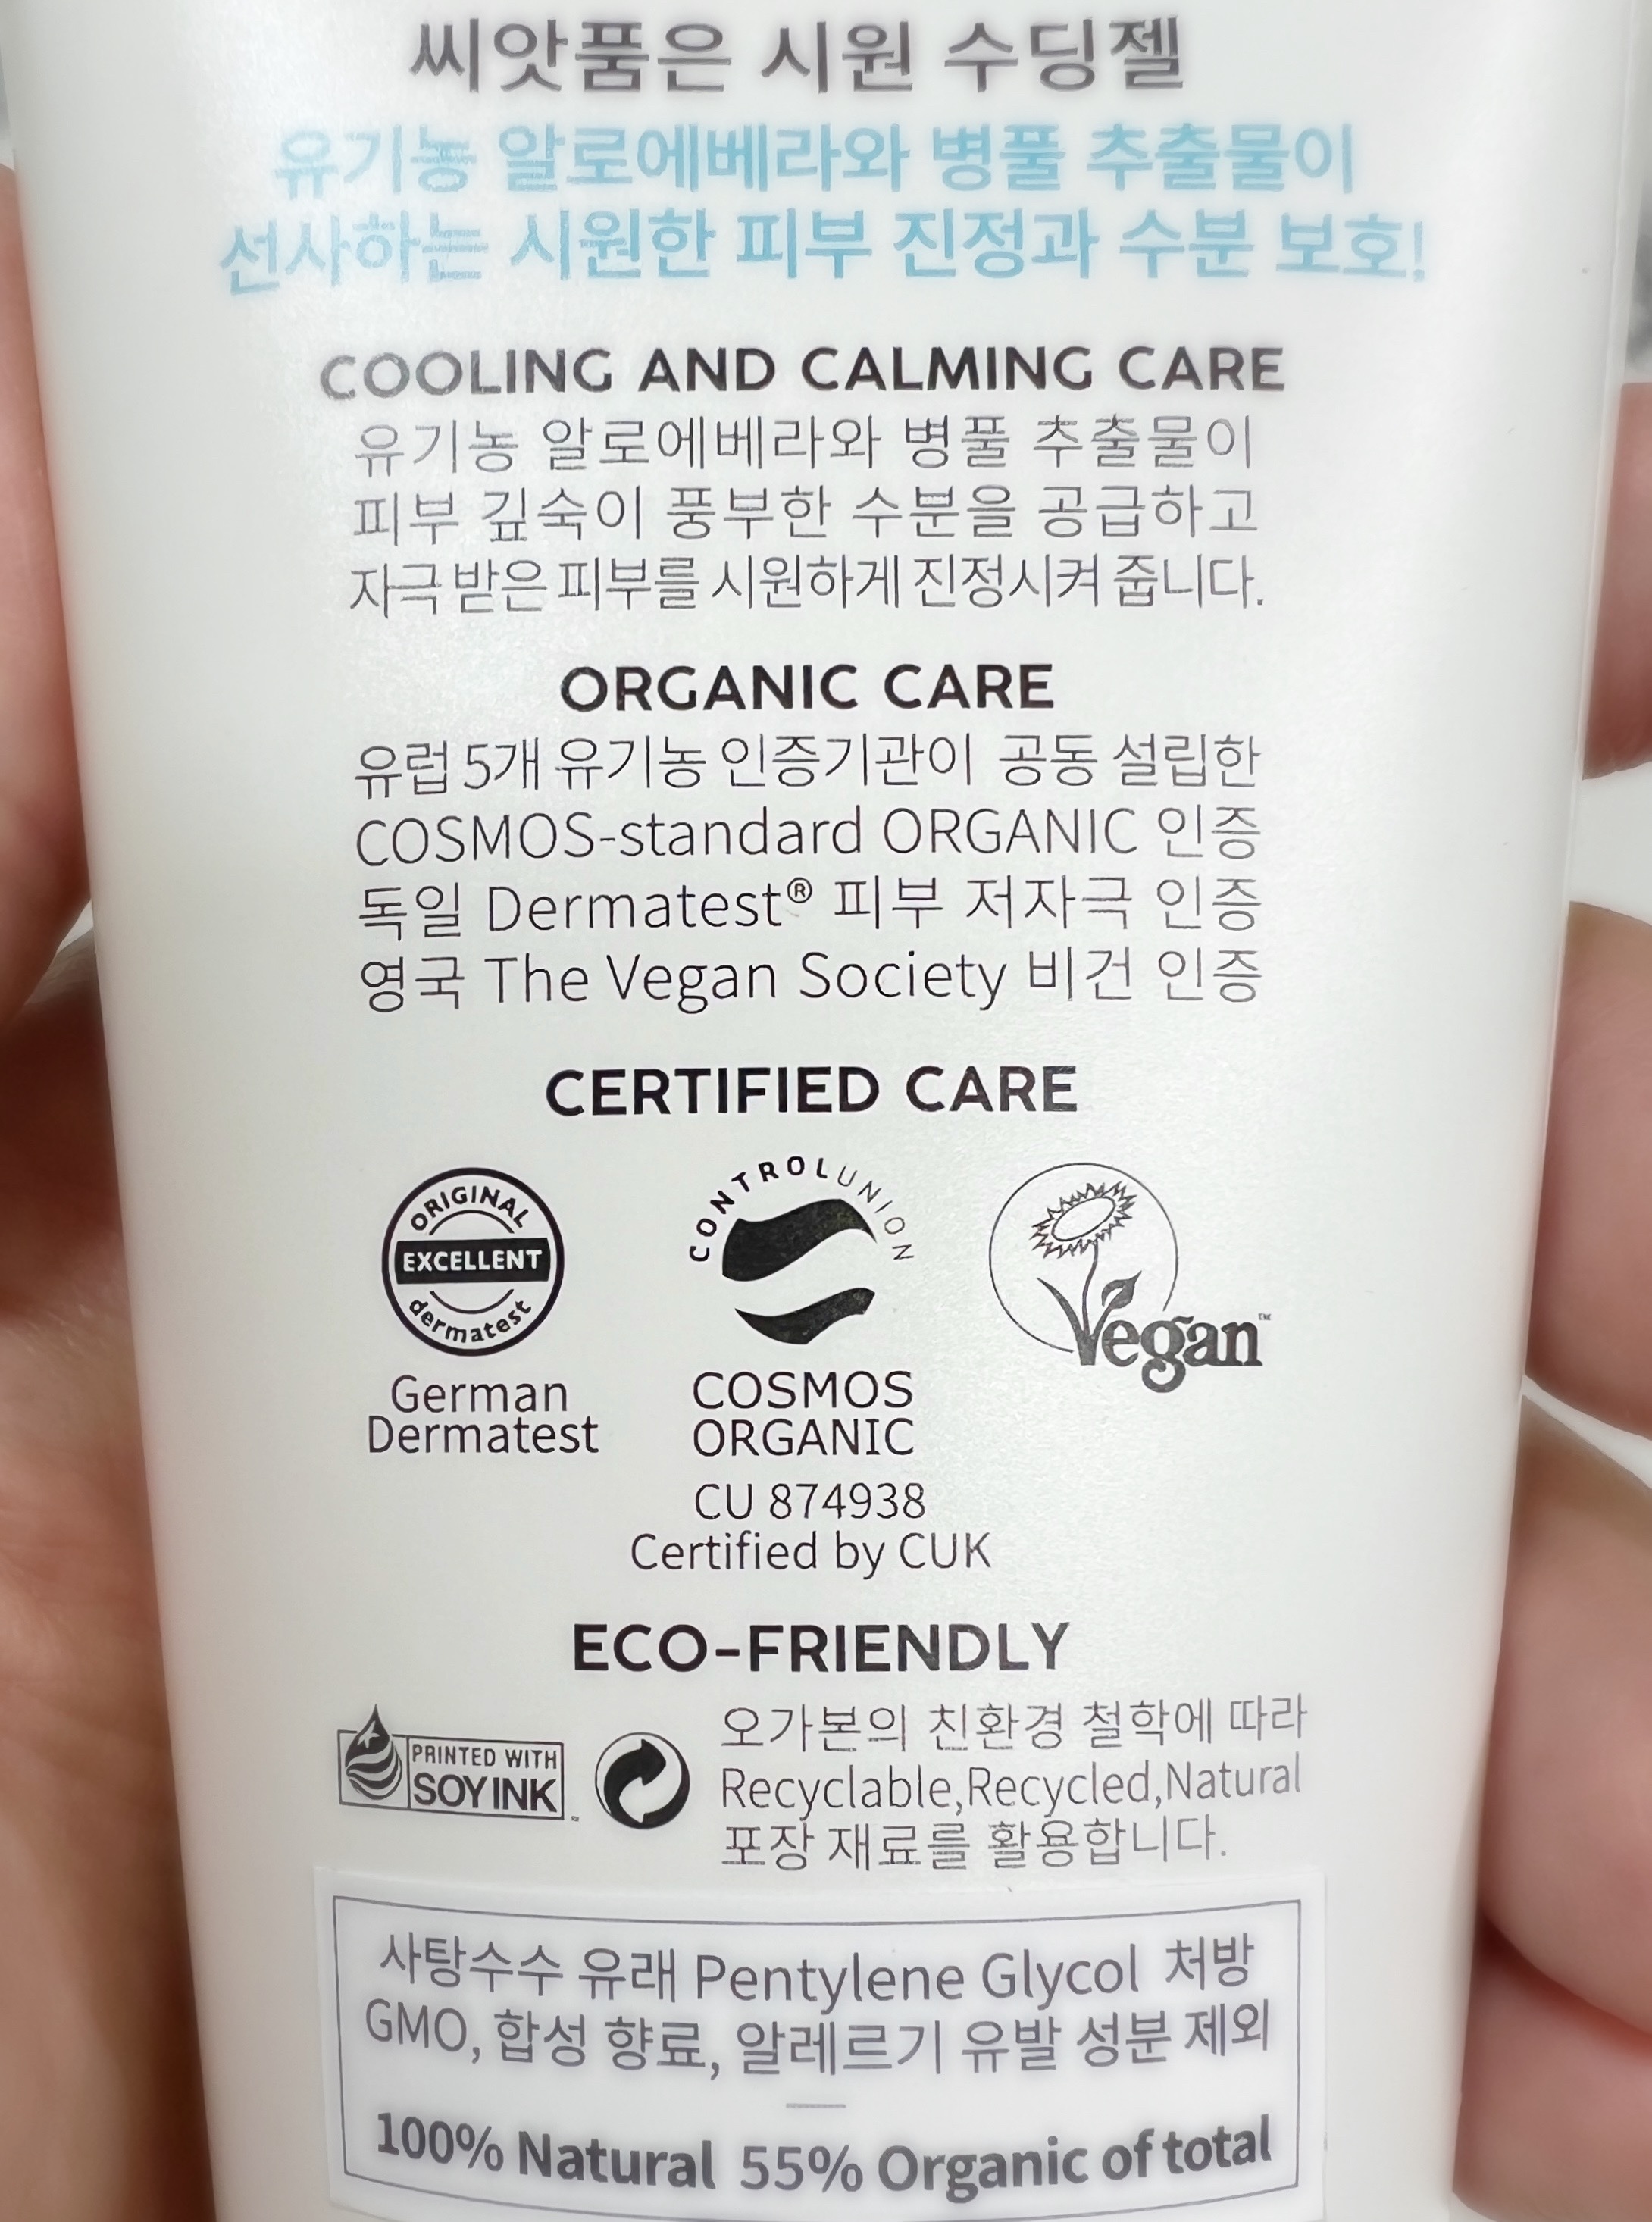 씨앗품은 시원 수딩젤
유기농 알로에베라와 병풀 추출물이
선사하는 시원한 피부 진정과 수분 보호!
COOLING AND CALMING CARE
유기농 알로에베라와 병풀 추출물이
피부 깊숙이 풍부한 수분을 공급하고
자극 받은 피부를 시원하게 진정시켜 줍니다.
ORGANIC CARE
유럽 5개 유기농 인증기관이 공동 설립한
COSMOS-standard ORGANIC 인증
독일 Dermatest® 피부 저자극 인증
영국 The Vegan Society 비건 인증
CERTIFIED CARE
ORIGINAL
EXCELLENT
dermatest
German
Dermatest
CONTROLUNION
COSMOS
ORGANIC
CU 874938
Certified by CUK
Vegan™
ECO-FRIENDLY
PRINTED WITH
SOY INK
오가본의 친환경 철학에 따라
Recyclable,Recycled,Natural
포장 재료를 활용합니다.
사탕수수 유래 Pentylene Glycol 처방
GMO, 합성 향료, 알레르기 유발 성분 제외
100% Natural 55% Organic of total